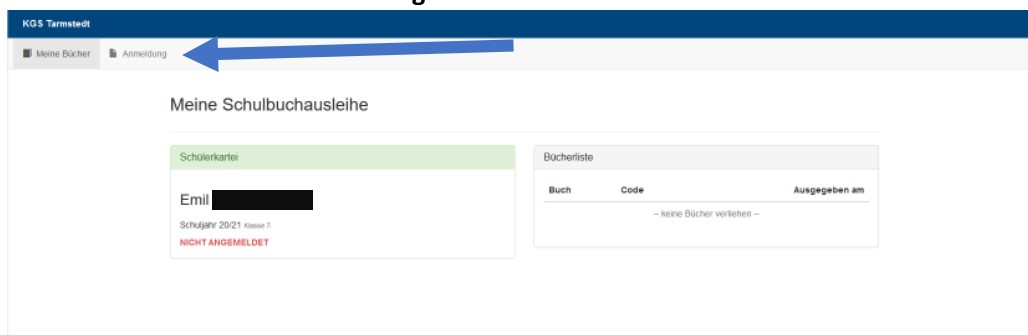 KGS Tarmstedt
Meine Bücher Anmeldung
Meine Schulbuchausleihe
Schülerkartei
Emil
Schuljahr 20/21 Klasse 7
NICHT ANGEMELDET
Bücherliste
Buch Code Ausgegeben am
– keine Bücher verliehen –